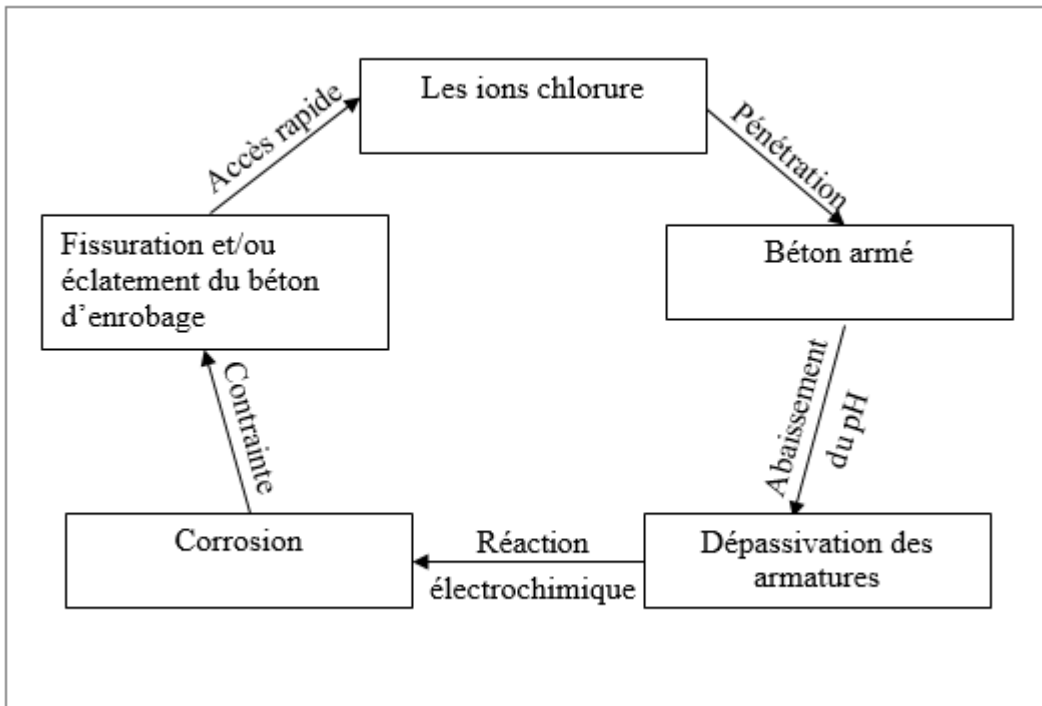 Les ions chlorure
Pénétration
Béton armé
Abaissement
du pH
Dépassivation des
armatures
Réaction
électrochimique
Corrosion
Contrainte
Fissuration et/ou
éclatement du béton
d’enrobage
Accès rapide